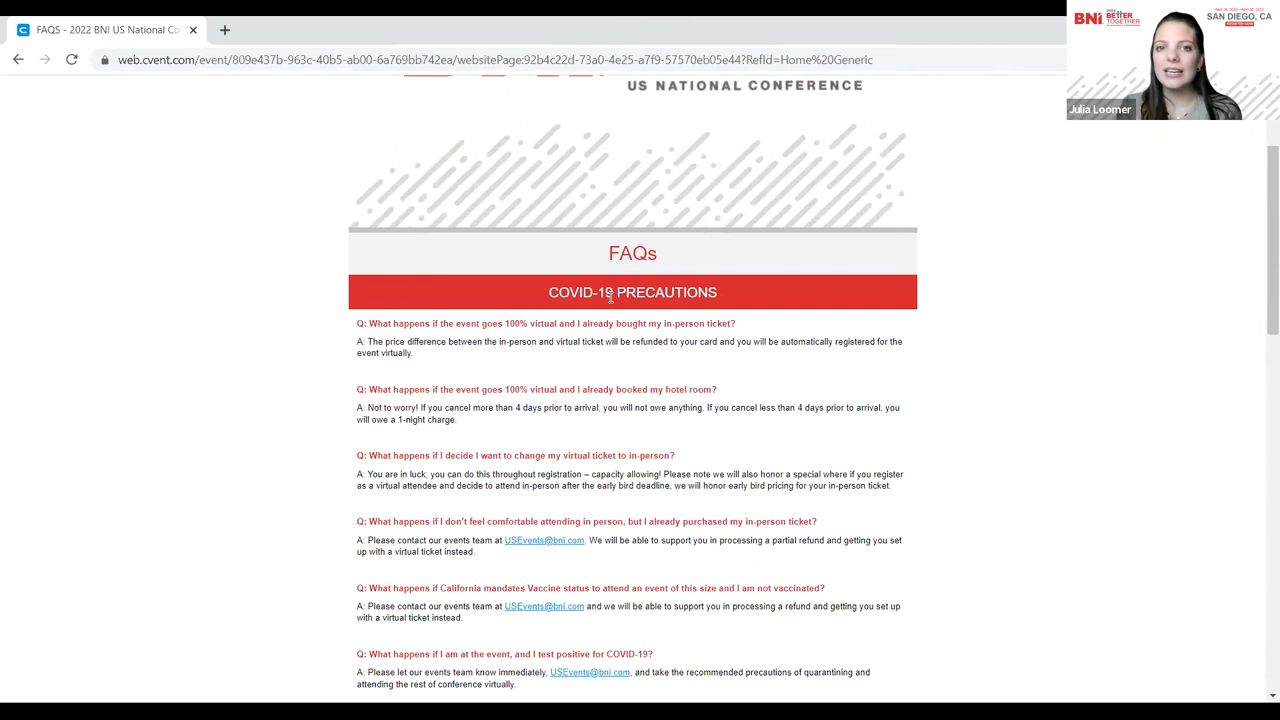 FAQS - 2022 BNI US National Co
web.cvent.com/event/809e437b-963c-40b5-ab00-6a769bb742ea/websitePage:92b4c22d-73a0-4e25-a7f9-57570eb05e44?RefId=Home%20Generic
BNI
BETTER
TOGETHER
SAN DIEGO, CA
Julia Loomer
US NATIONAL CONFERENCE
FAQs
COVID-19 PRECAUTIONS
Q: What happens if the event goes 100% virtual and I already bought my in-person ticket?
A: The price difference between the in-person and virtual ticket will be refunded to your card and you will be automatically registered for the
event virtually.
Q: What happens if the event goes 100% virtual and I already booked my hotel room?
A: Not to worry! If you cancel more than 4 days prior to arrival, you will not owe anything. If you cancel less than 4 days prior to arrival, you
will owe a 1-night charge.
Q: What happens if I decide I want to change my virtual ticket to in-person?
A: You are in luck; you can do this throughout registration – capacity allowing! Please note we will also honor a special where if you register
as a virtual attendee and decide to attend in-person after the early bird deadline, we will honor early bird pricing for your in-person ticket.
Q: What happens if I don't feel comfortable attending in person, but I already purchased my in-person ticket?
A: Please contact our events team at USEvents@bni.com. We will be able to support you in processing a partial refund and getting you set
up with a virtual ticket instead.
Q: What happens if California mandates Vaccine status to attend an event of this size and I am not vaccinated?
A: Please contact our events team at USEvents@bni.com and we will be able to support you in processing a refund and getting you set up
with a virtual ticket instead.
Q: What happens if I am at the event, and I test positive for COVID-19?
A: Please let our events team know immediately, USEvents@bni.com, and take the recommended precautions of quarantining and
attending the rest of conference virtually.